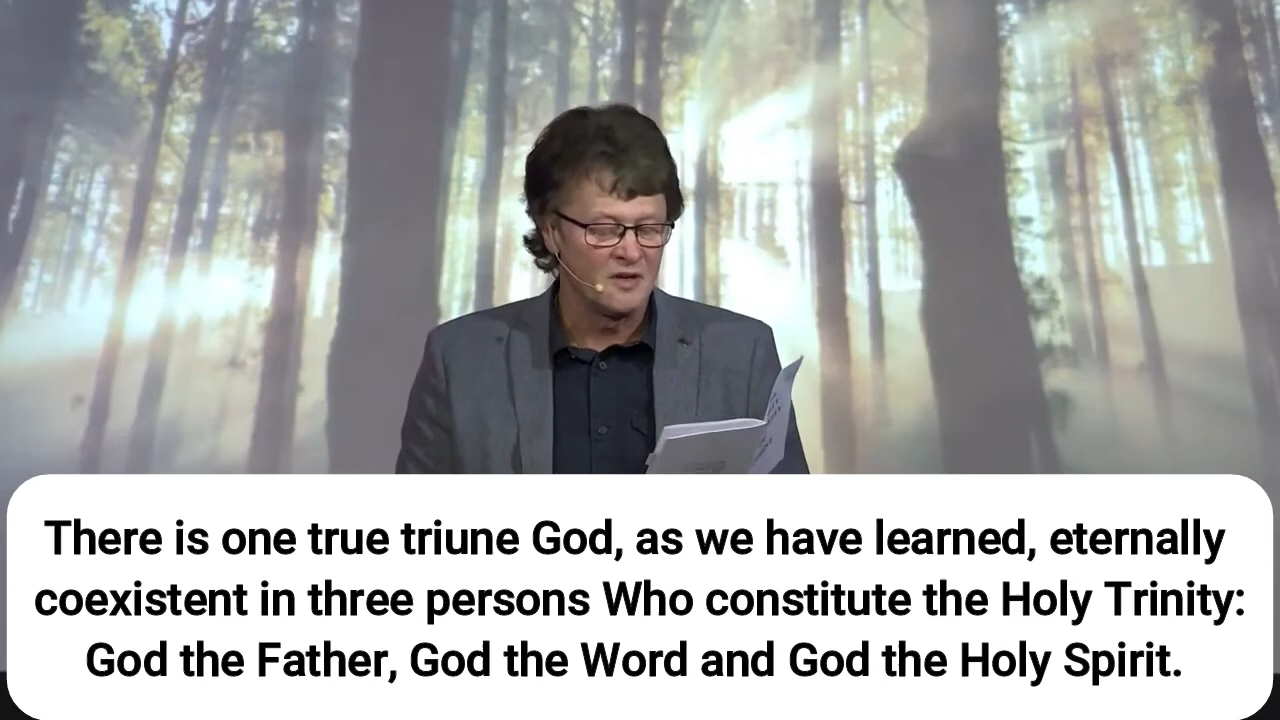 There is one true triune God, as we have learned, eternally
coexistent in three persons Who constitute the Holy Trinity:
God the Father, God the Word and God the Holy Spirit.